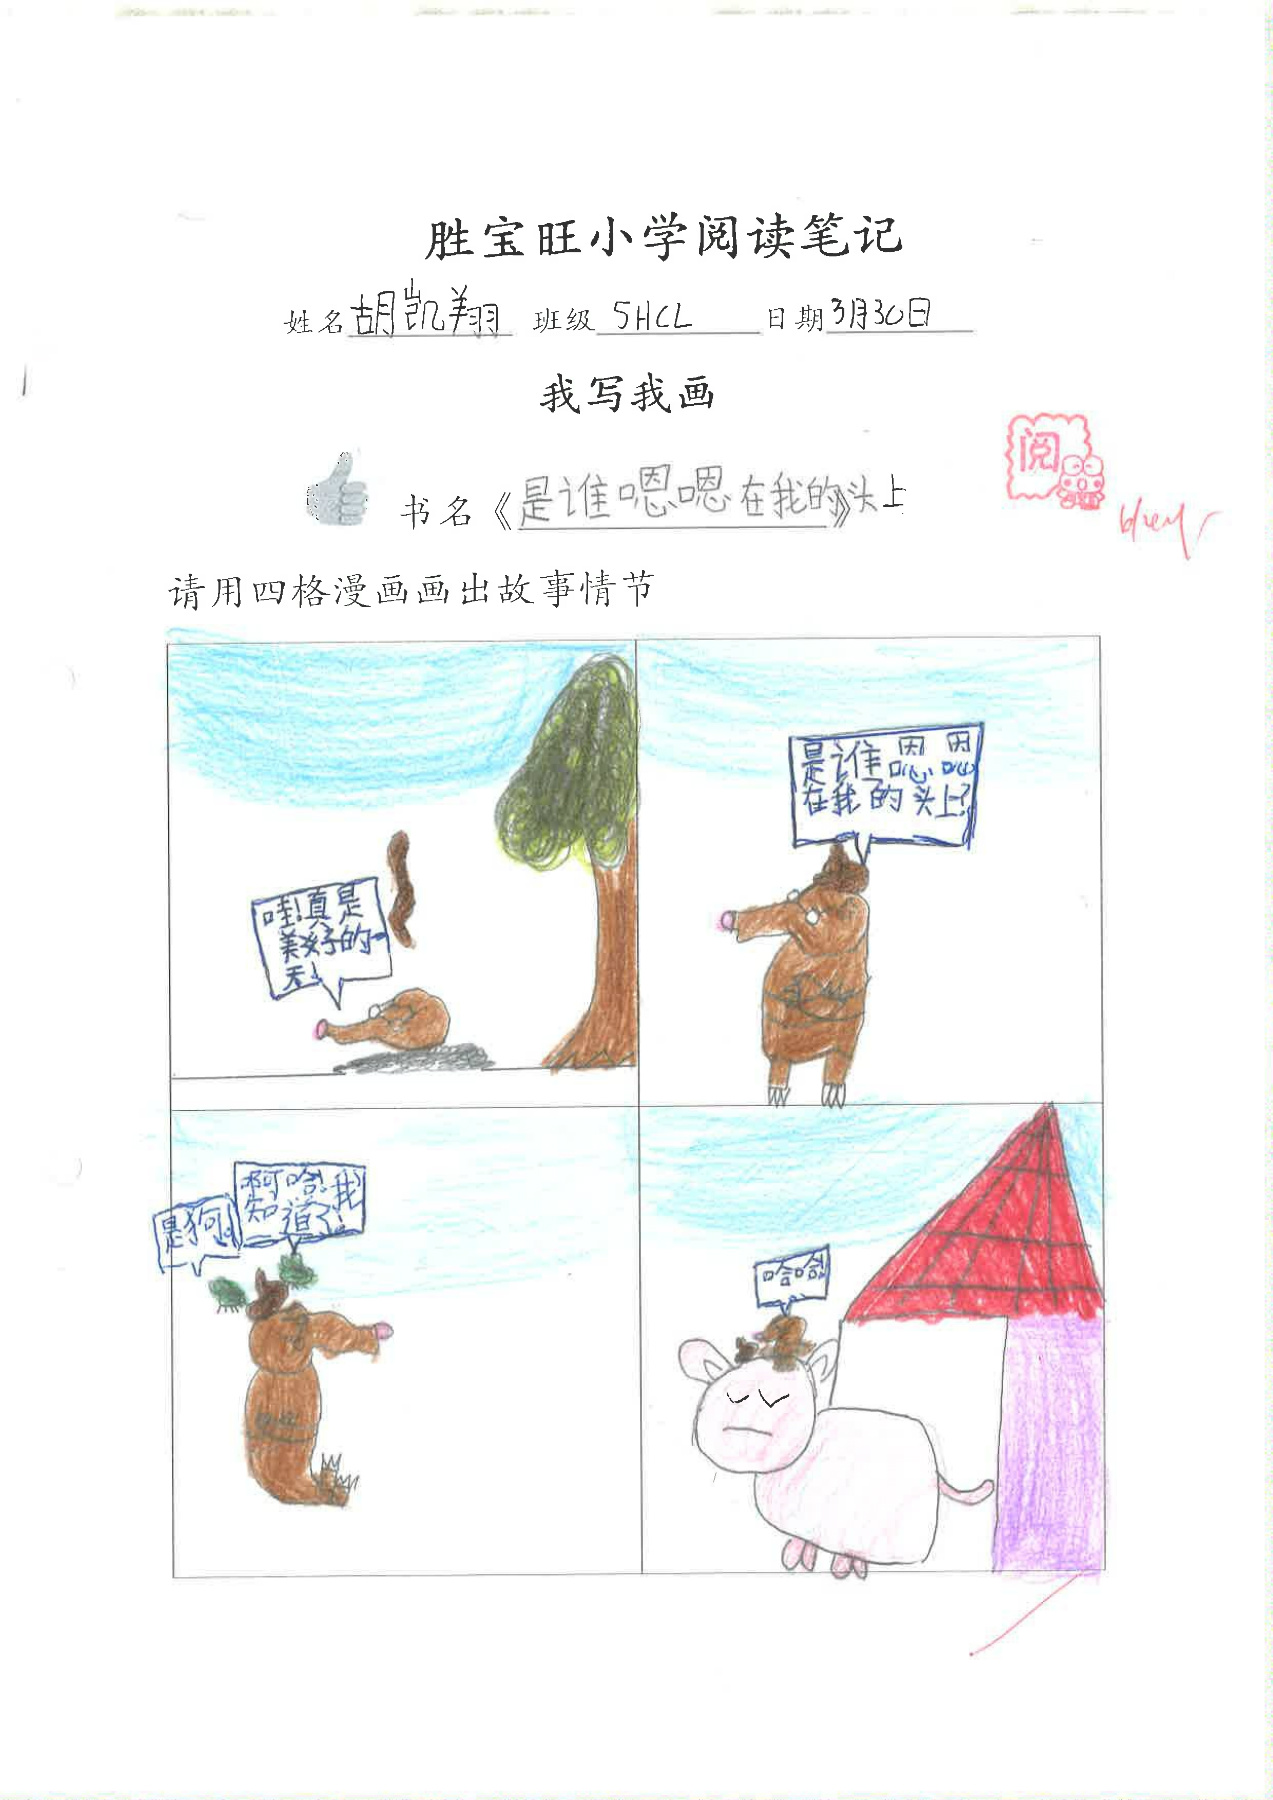 胜宝旺小学阅读笔记
姓名 胡凯翔 班级 5HCL 日期 3月30日
我写我画
阅
书名《是谁嗯嗯在我的》头上
请用四格漫画画出故事情节
哇!真是
美好的一
天!
是谁嗯嗯
在我的头上?
是狗!
啊哈!我
知道了!
哈哈!